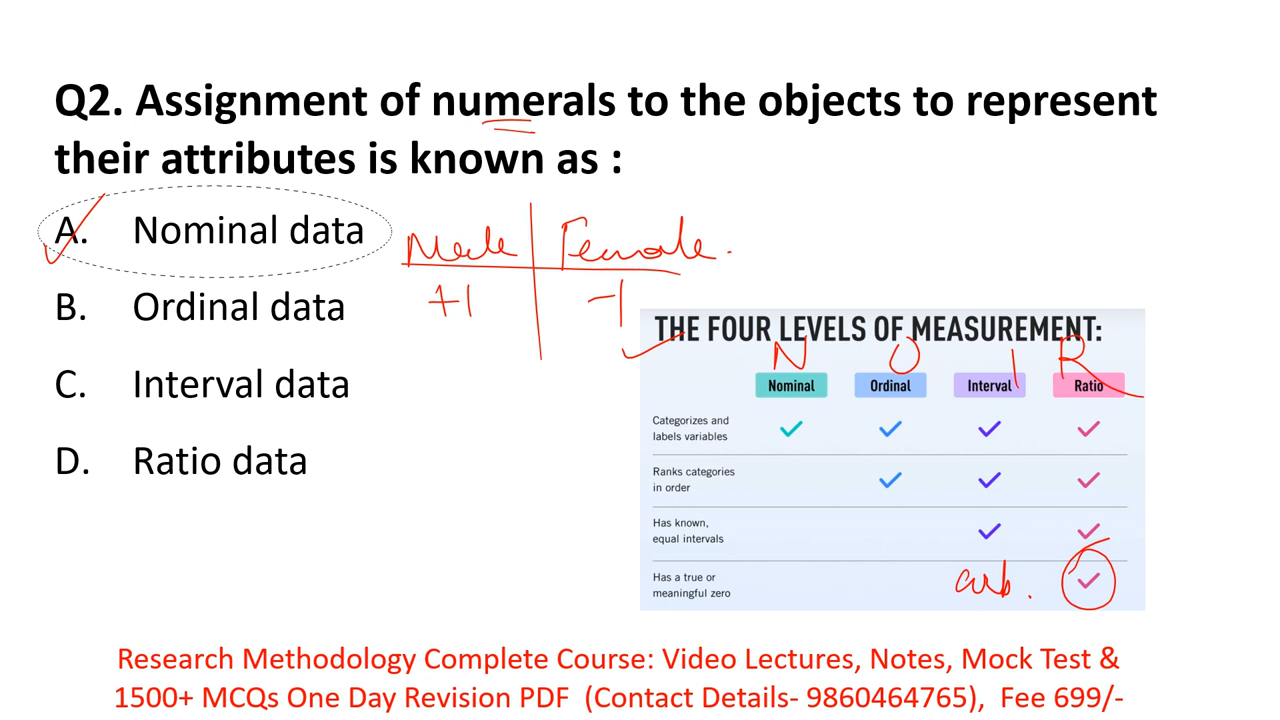 Q2. Assignment of numerals to the objects to represent
their attributes is known as :
A. Nominal data
B. Ordinal data
C. Interval data
D. Ratio data
Male Female
+1 -1
THE FOUR LEVELS OF MEASUREMENT:
N O I R
Nominal Ordinal Interval Ratio
Categorizes and
labels variables
Ranks categories
in order
Has known,
equal intervals
Has a true or
meaningful zero
arb.
Research Methodology Complete Course: Video Lectures, Notes, Mock Test &
1500+ MCQs One Day Revision PDF (Contact Details- 9860464765), Fee 699/-